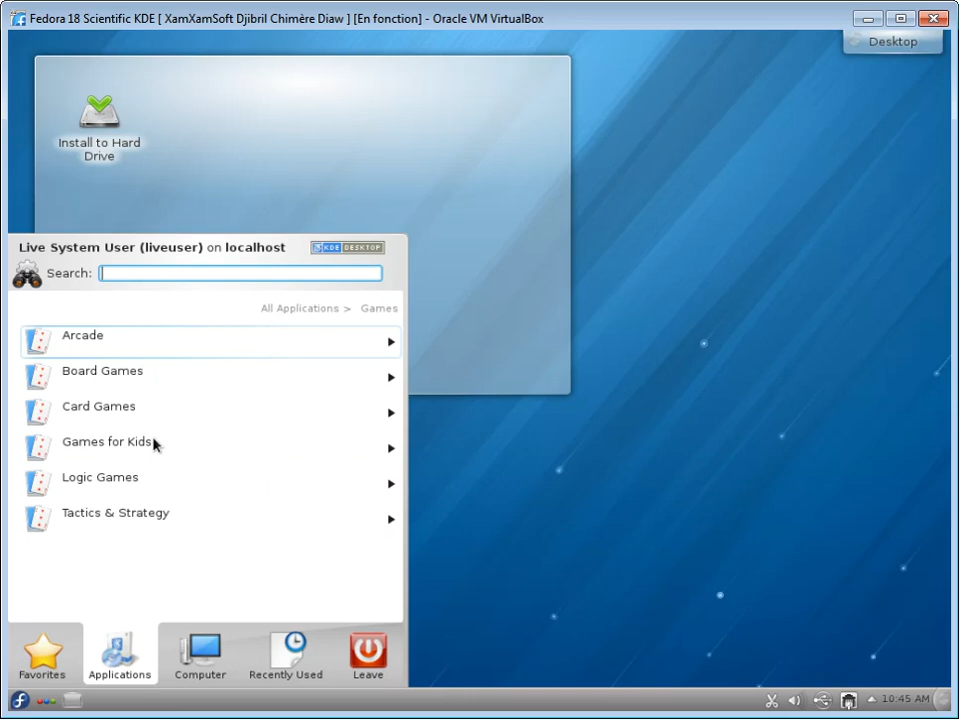 Fedora 18 Scientific KDE [ XamXamSoft Djibril Chimère Diaw ] [En fonction] - Oracle VM VirtualBox
Desktop
Install to Hard
Drive
Live System User (liveuser) on localhost
KDE DESKTOP
Search:
All Applications > Games
Arcade
Board Games
Card Games
Games for Kids
Logic Games
Tactics & Strategy
Favorites
Applications
Computer
Recently Used
Leave
10:45 AM